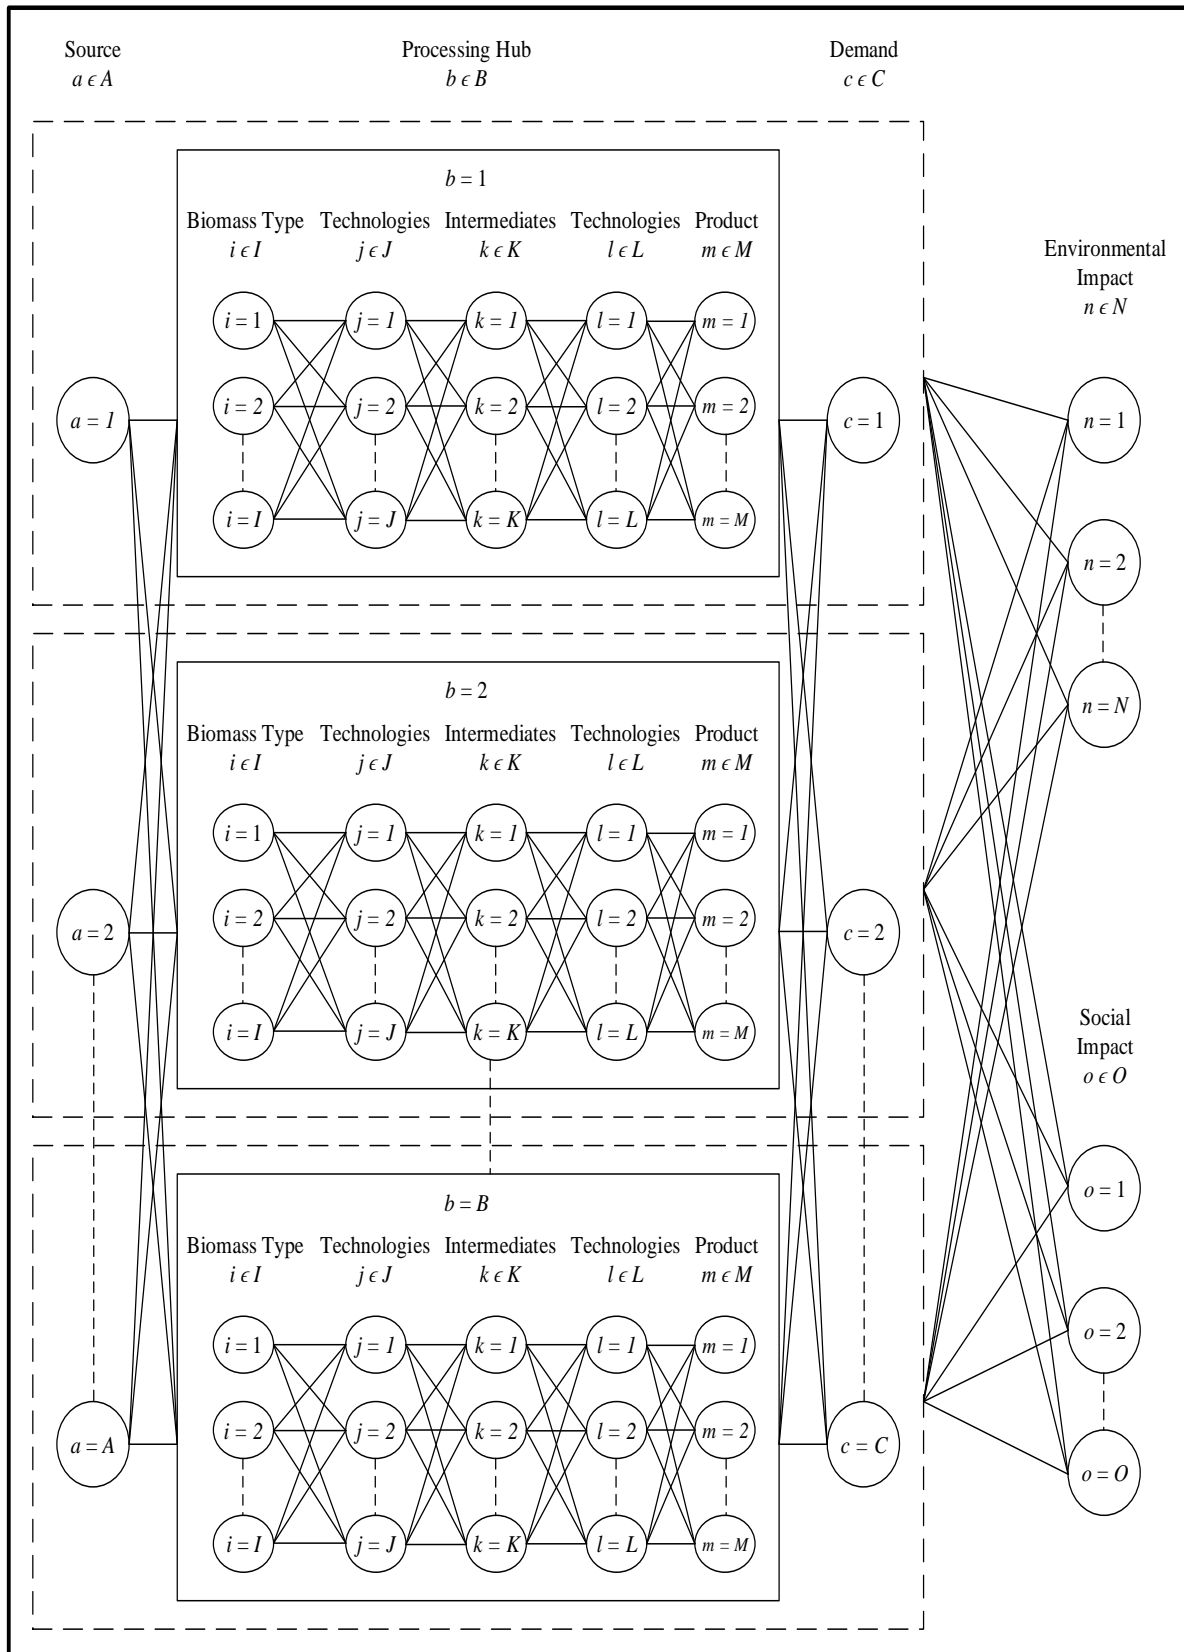 Source
a ϵ A
Processing Hub
b ϵ B
Demand
c ϵ C
b = 1
Biomass Type
i ϵ I
Technologies
j ϵ J
Intermediates
k ϵ K
Technologies
l ϵ L
Product
m ϵ M
i = 1
j = 1
k = 1
l = 1
m = 1
i = 2
j = 2
k = 2
l = 2
m = 2
i = I
j = J
k = K
l = L
m = M
a = 1
c = 1
b = 2
Biomass Type
i ϵ I
Technologies
j ϵ J
Intermediates
k ϵ K
Technologies
l ϵ L
Product
m ϵ M
i = 1
j = 1
k = 1
l = 1
m = 1
i = 2
j = 2
k = 2
l = 2
m = 2
i = I
j = J
k = K
l = L
m = M
a = 2
c = 2
b = B
Biomass Type
i ϵ I
Technologies
j ϵ J
Intermediates
k ϵ K
Technologies
l ϵ L
Product
m ϵ M
i = 1
j = 1
k = 1
l = 1
m = 1
i = 2
j = 2
k = 2
l = 2
m = 2
i = I
j = J
k = K
l = L
m = M
a = A
c = C
Environmental
Impact
n ϵ N
n = 1
n = 2
n = N
Social
Impact
o ϵ O
o = 1
o = 2
o = O